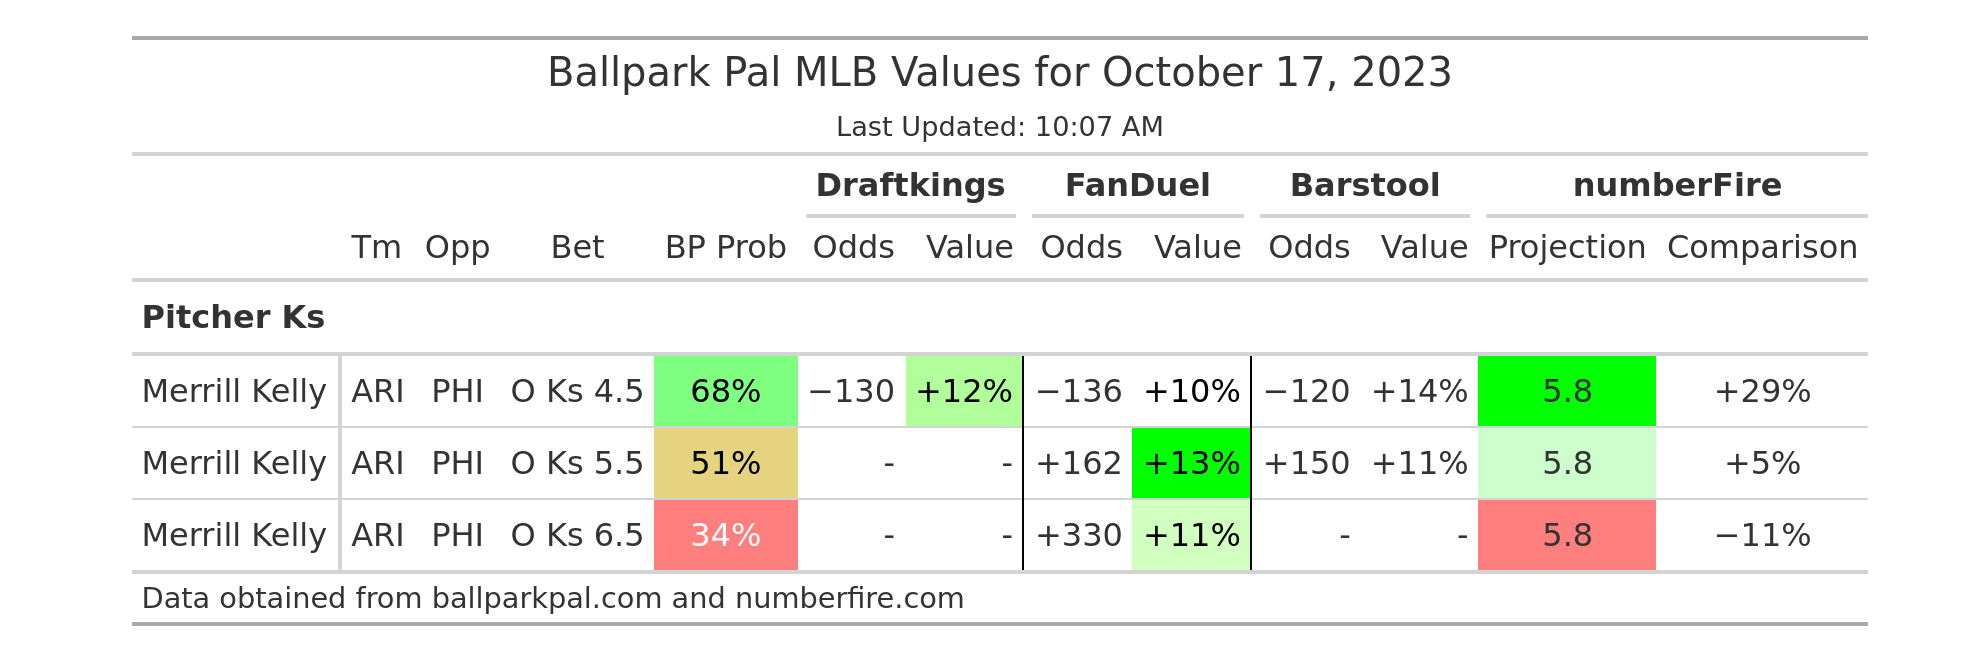 Ballpark Pal MLB Values for October 17, 2023
Last Updated: 10:07 AM
Draftkings FanDuel Barstool numberFire
Tm Opp Bet BP Prob Odds Value Odds Value Odds Value Projection Comparison
Pitcher Ks
Merrill Kelly ARI PHI O Ks 4.5 68% −130 +12% −136 +10% −120 +14% 5.8 +29%
Merrill Kelly ARI PHI O Ks 5.5 51% - - +162 +13% +150 +11% 5.8 +5%
Merrill Kelly ARI PHI O Ks 6.5 34% - - +330 +11% - - 5.8 −11%
Data obtained from ballparkpal.com and numberfire.com